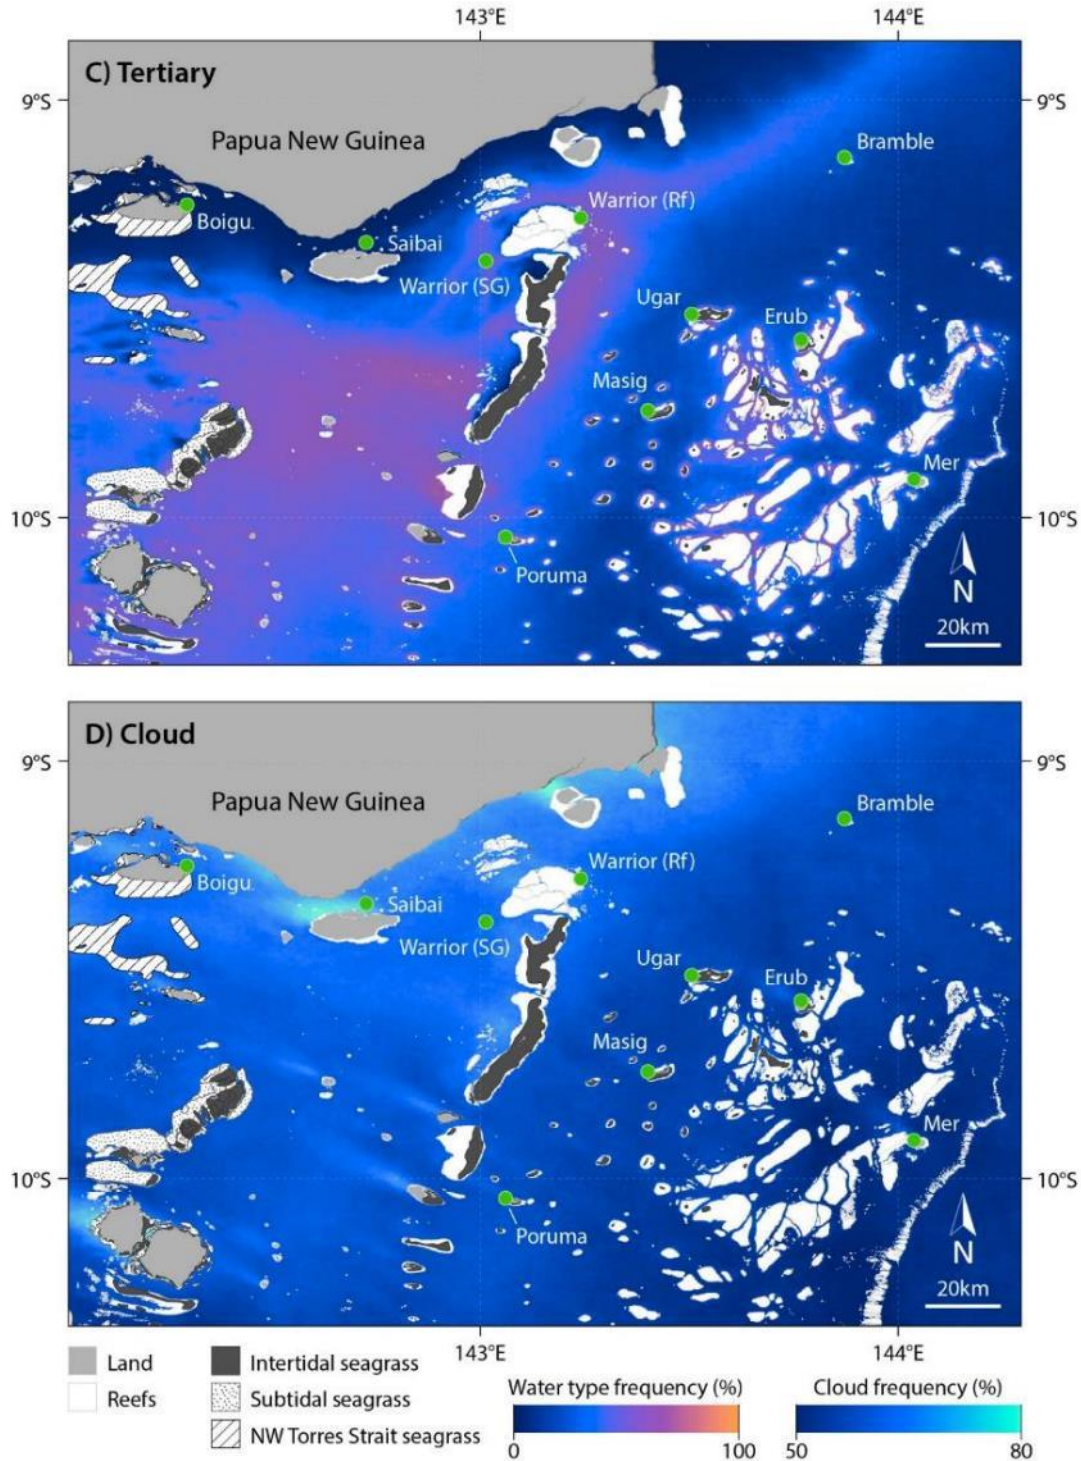 143°E 144°E
C) Tertiary
9°S 9°S
Papua New Guinea
Bramble
Warrior (Rf)
Boigu
Saibai
Warrior (SG)
Ugar
Erub
Masig
Mer
10°S 10°S
Poruma
N
20km
D) Cloud
9°S 9°S
Papua New Guinea
Bramble
Warrior (Rf)
Boigu
Saibai
Warrior (SG)
Ugar
Erub
Masig
Mer
10°S 10°S
Poruma
N
20km
143°E 144°E
Land
Reefs
Intertidal seagrass
Subtidal seagrass
NW Torres Strait seagrass
Water type frequency (%)
0 100
Cloud frequency (%)
50 80